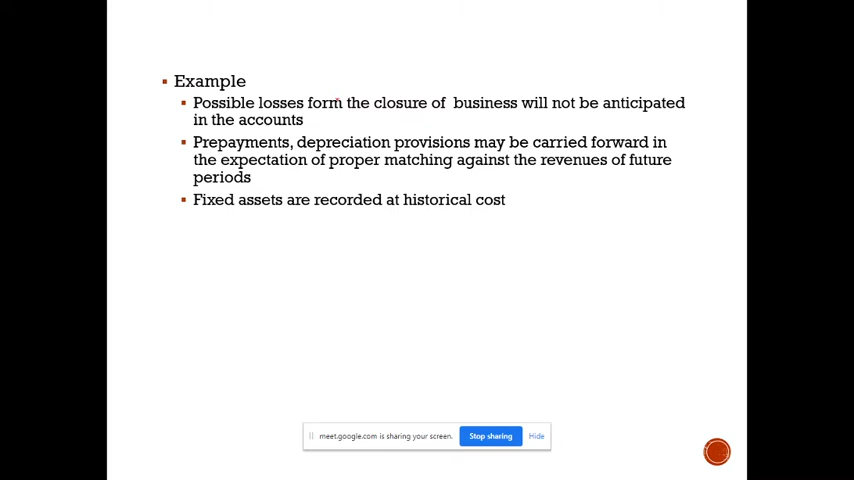 Example
Possible losses form the closure of business will not be anticipated
in the accounts
Prepayments, depreciation provisions may be carried forward in
the expectation of proper matching against the revenues of future
periods
Fixed assets are recorded at historical cost
meet.google.com is sharing your screen. Stop sharing Hide